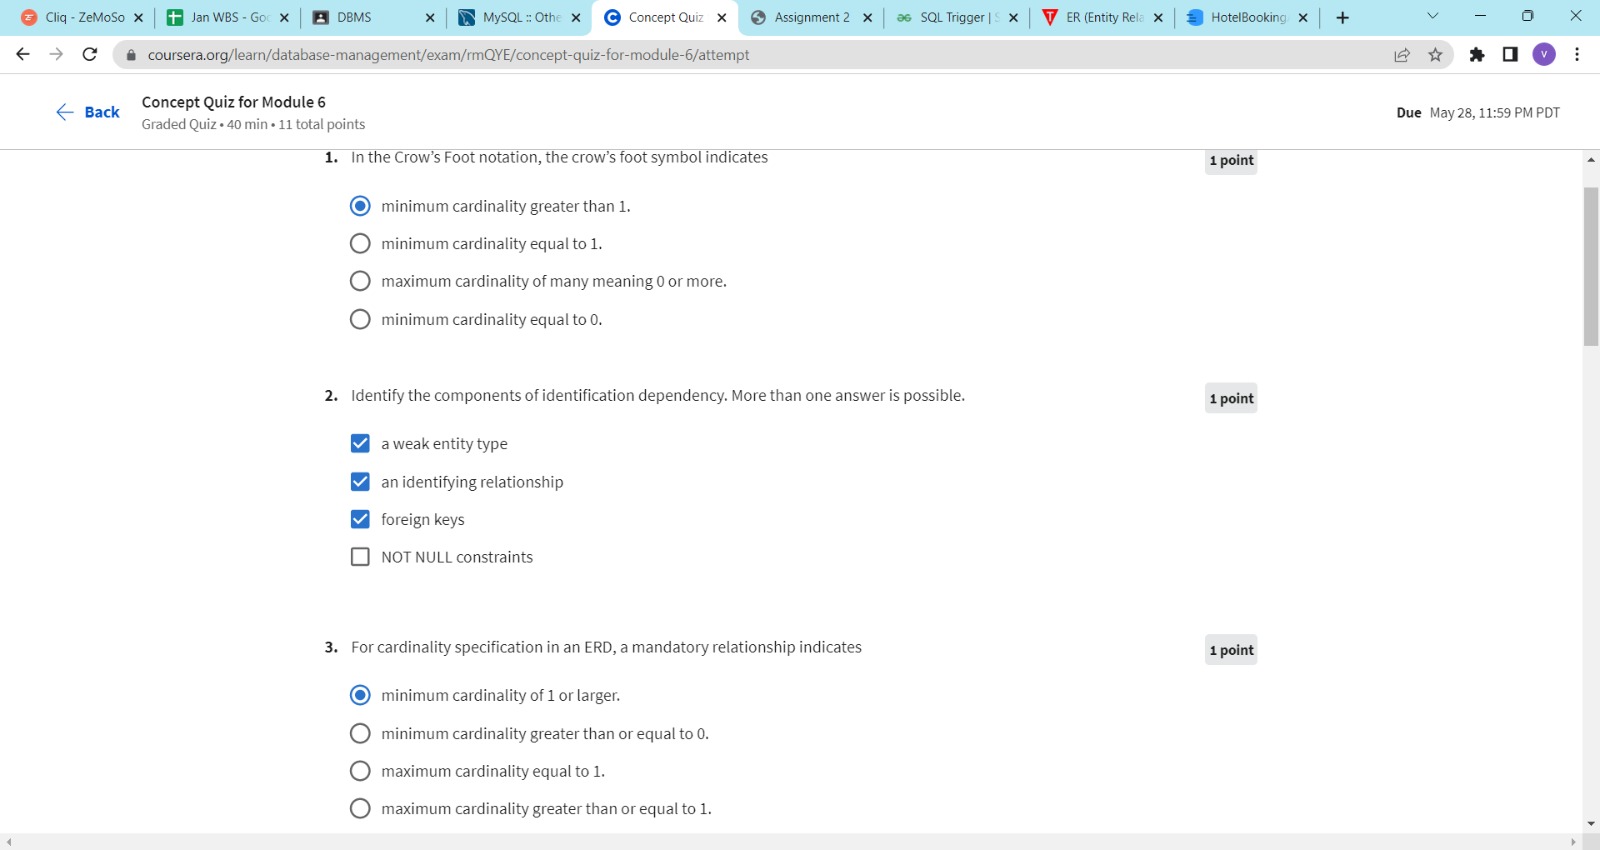 Cliq - ZeMoSo
Jan WBS - Goo
DBMS
MySQL :: Othe
Concept Quiz
Assignment 2
SQL Trigger | S
ER (Entity Rela
HotelBooking
coursera.org/learn/database-management/exam/rmQYE/concept-quiz-for-module-6/attempt
V
Back
Concept Quiz for Module 6
Graded Quiz • 40 min • 11 total points
Due May 28, 11:59 PM PDT
1. In the Crow's Foot notation, the crow's foot symbol indicates
1 point
minimum cardinality greater than 1.
minimum cardinality equal to 1.
maximum cardinality of many meaning 0 or more.
minimum cardinality equal to 0.
2. Identify the components of identification dependency. More than one answer is possible.
1 point
a weak entity type
an identifying relationship
foreign keys
NOT NULL constraints
3. For cardinality specification in an ERD, a mandatory relationship indicates
1 point
minimum cardinality of 1 or larger.
minimum cardinality greater than or equal to 0.
maximum cardinality equal to 1.
maximum cardinality greater than or equal to 1.